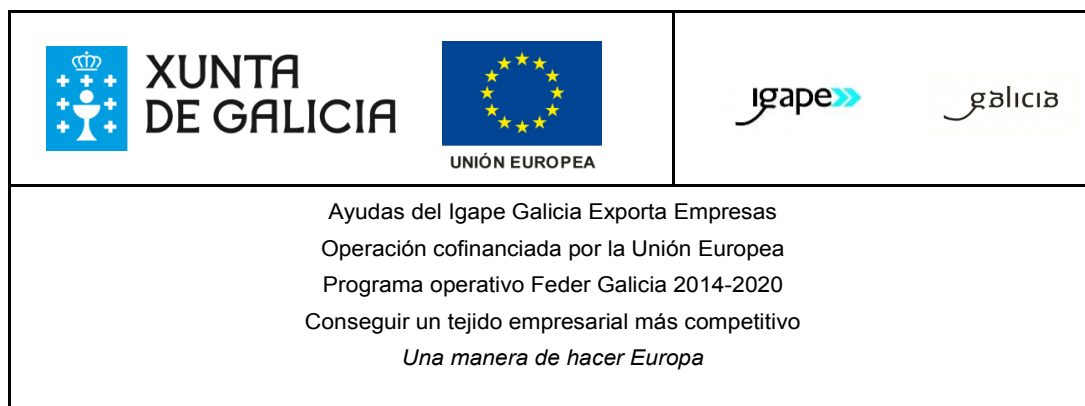 XUNTA
DE GALICIA
UNIÓN EUROPEA
igape
galicia
Ayudas del Igape Galicia Exporta Empresas
Operación cofinanciada por la Unión Europea
Programa operativo Feder Galicia 2014-2020
Conseguir un tejido empresarial más competitivo
Una manera de hacer Europa